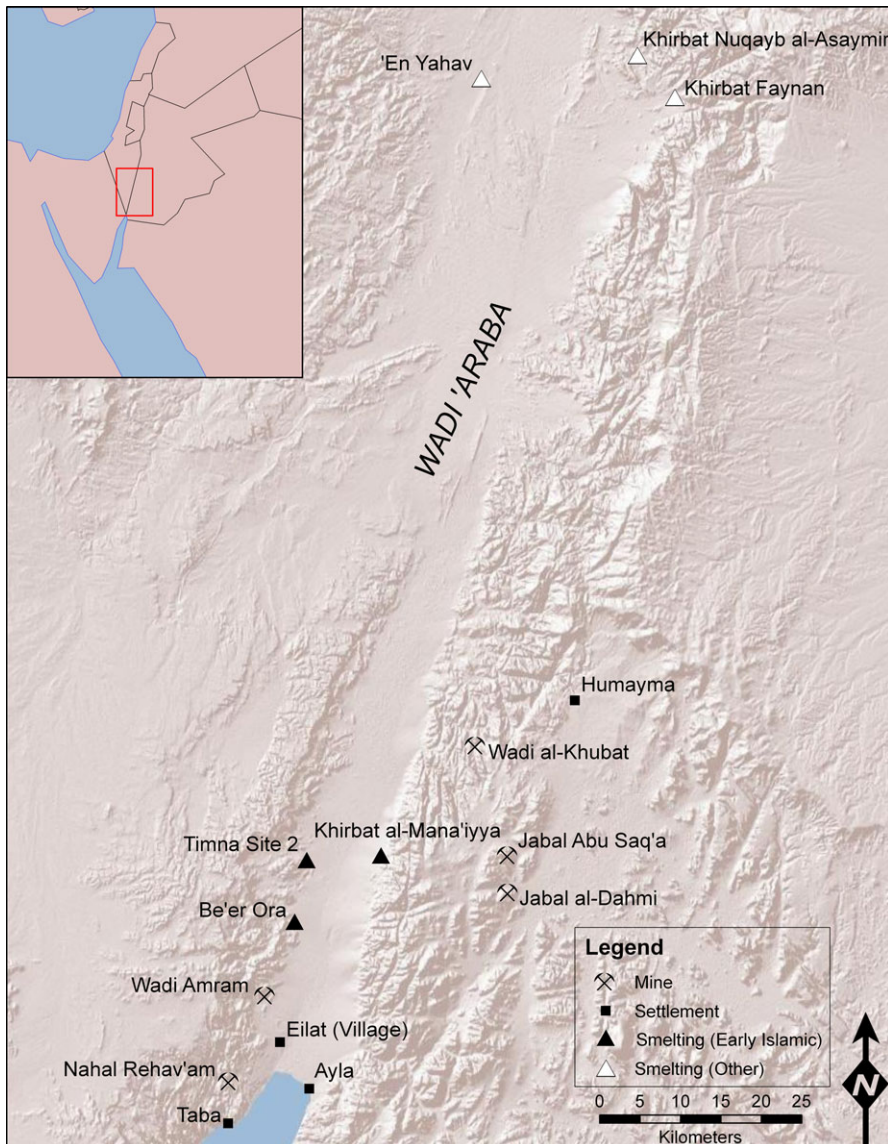 Khirbat Nuqayb al-Asaymir
'En Yahav
Khirbat Faynan
WADI 'ARABA
Humayma
Wadi al-Khubat
Khirbat al-Mana'iyya
Timna Site 2
Jabal Abu Saq'a
Jabal al-Dahmi
Be'er Ora
Wadi Amram
Eilat (Village)
Nahal Rehav'am
Ayla
Taba
Legend
Mine
Settlement
Smelting (Early Islamic)
Smelting (Other)
0 5 10 15 20 25
Kilometers
N